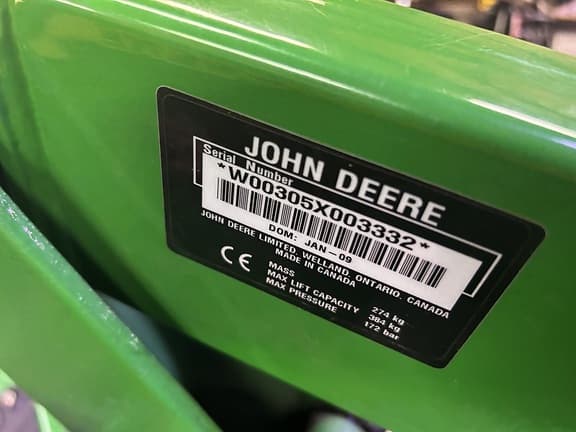 JOHN DEERE
Serial Number
*W00305X003332*
DOM: JAN-09
JOHN DEERE LIMITED, WELLAND, ONTARIO. CANADA
MADE IN CANADA
CE
MASS 274 kg
MAX LIFT CAPACITY 384 kg
MAX PRESSURE 172 bar